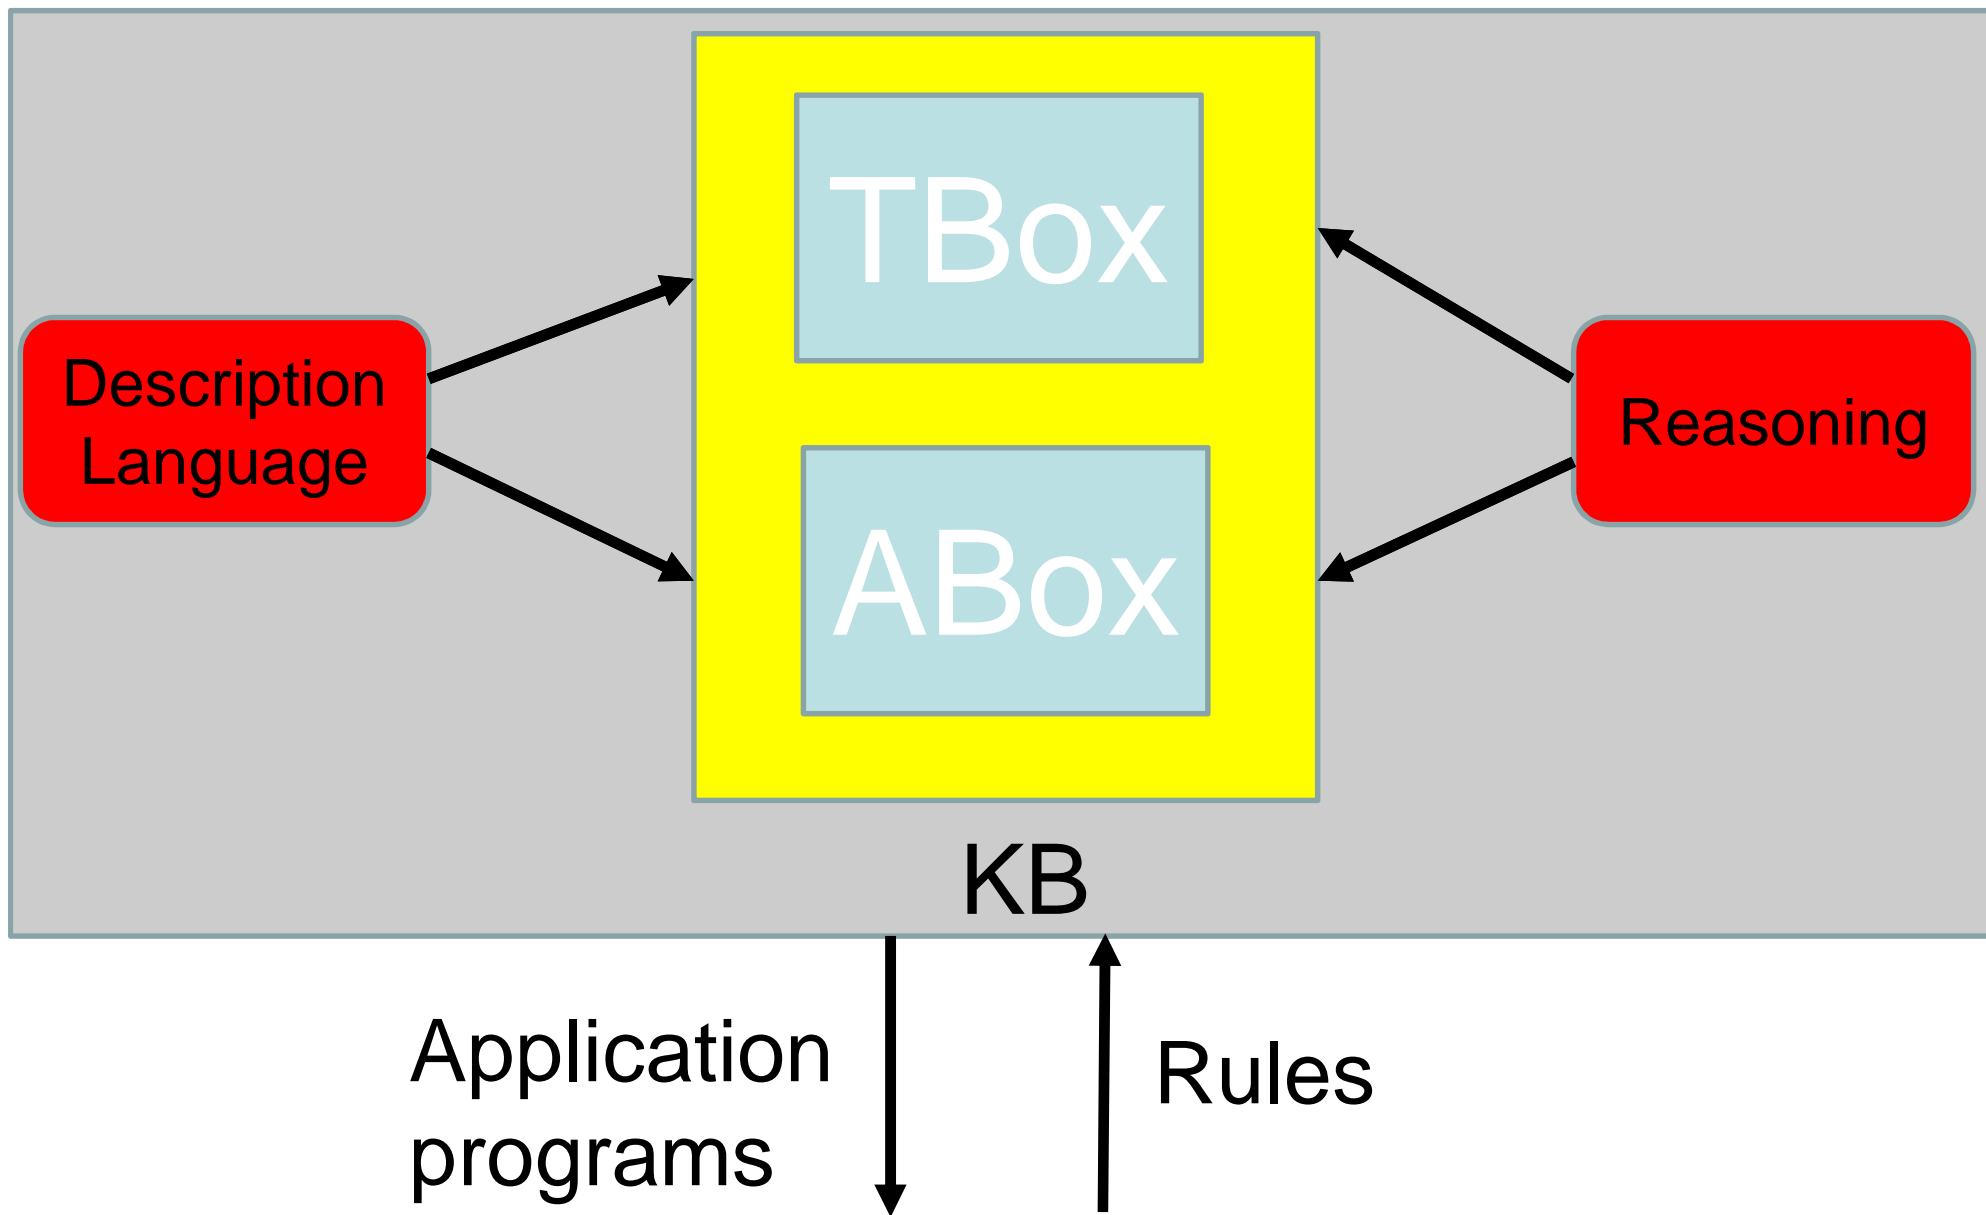 TBox
Description
Language
Reasoning
ABox
KB
Application
programs
Rules